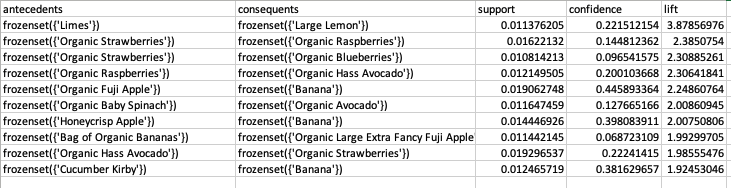 antecedents consequents support confidence lift
frozenset({'Limes'}) frozenset({'Large Lemon'}) 0.011376205 0.221512154 3.87856976
frozenset({'Organic Strawberries'}) frozenset({'Organic Raspberries'}) 0.01622132 0.144812362 2.3850754
frozenset({'Organic Strawberries'}) frozenset({'Organic Blueberries'}) 0.010814213 0.096541575 2.30885261
frozenset({'Organic Raspberries'}) frozenset({'Organic Hass Avocado'}) 0.012149505 0.200103668 2.30641841
frozenset({'Organic Fuji Apple'}) frozenset({'Banana'}) 0.019062748 0.445893364 2.24860764
frozenset({'Organic Baby Spinach'}) frozenset({'Organic Avocado'}) 0.011647459 0.127665166 2.00860945
frozenset({'Honeycrisp Apple'}) frozenset({'Banana'}) 0.014446926 0.398083911 2.00750806
frozenset({'Bag of Organic Bananas'}) frozenset({'Organic Large Extra Fancy Fuji Apple' 0.011442145 0.068723109 1.99299705
frozenset({'Organic Hass Avocado'}) frozenset({'Organic Strawberries'}) 0.019296537 0.22241415 1.98555476
frozenset({'Cucumber Kirby'}) frozenset({'Banana'}) 0.012465719 0.381629657 1.92453046